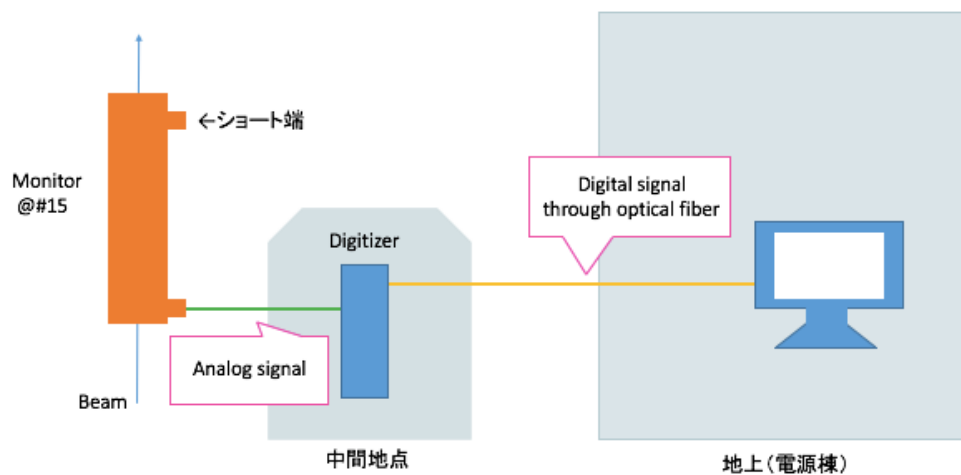 ←ショート端
Monitor
@#15
Digital signal
through optical fiber
Digitizer
Analog signal
Beam
中間地点
地上(電源棟)